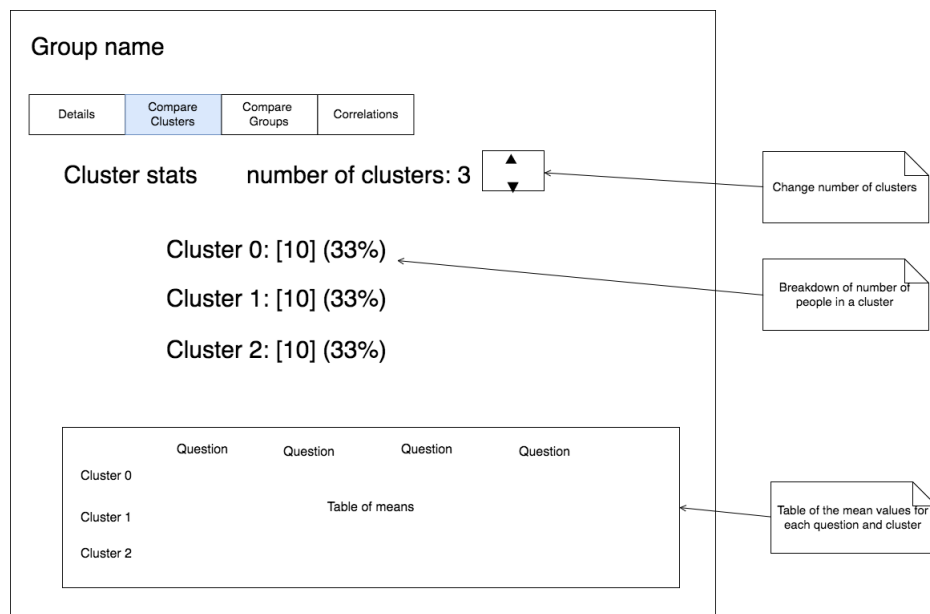 Group name
Details
Compare
Clusters
Compare
Groups
Correlations
Cluster stats
number of clusters: 3
Change number of clusters
Cluster 0: [10] (33%)
Breakdown of number of
people in a cluster
Cluster 1: [10] (33%)
Cluster 2: [10] (33%)
Question Question Question Question
Cluster 0
Table of means
Cluster 1
Cluster 2
Table of the mean values for
each question and cluster